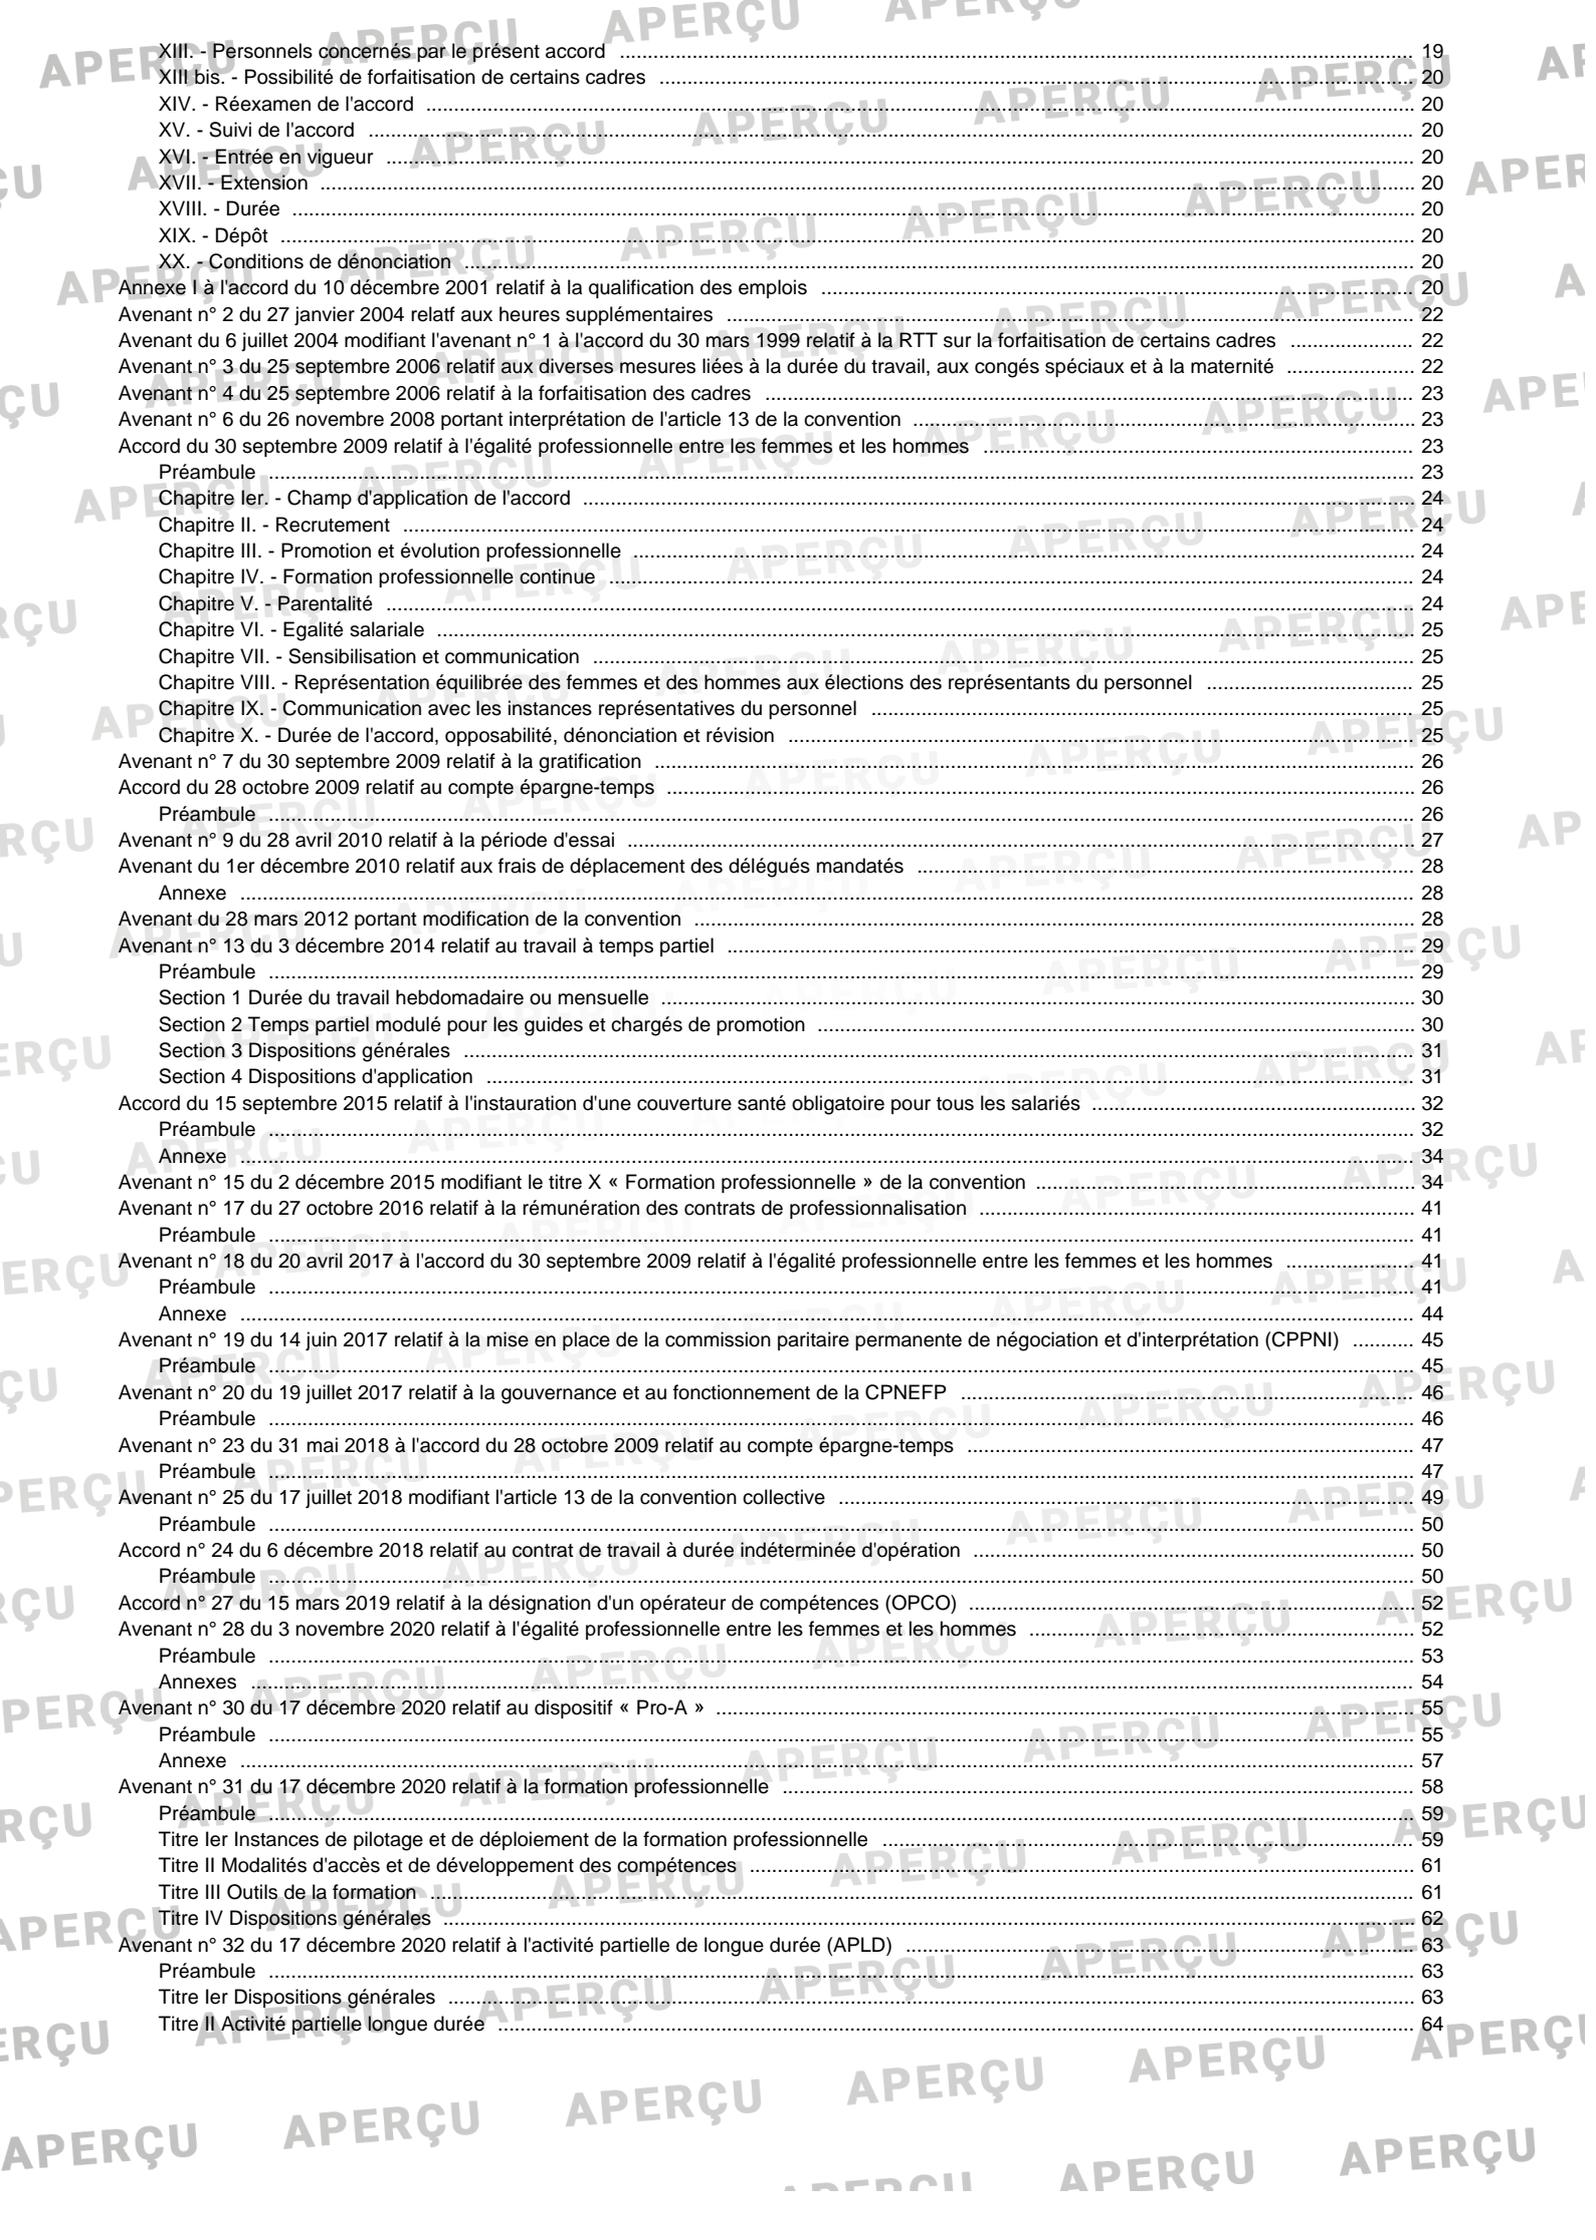 XIII. - Personnels concernés par le présent accord ........ 19
XIII bis. - Possibilité de forfaitisation de certains cadres ........ 20
XIV. - Réexamen de l'accord ........ 20
XV. - Suivi de l'accord ........ 20
XVI. - Entrée en vigueur ........ 20
XVII. - Extension ........ 20
XVIII. - Durée ........ 20
XIX. - Dépôt ........ 20
XX. - Conditions de dénonciation ........ 20
Annexe I à l'accord du 10 décembre 2001 relatif à la qualification des emplois ........ 20
Avenant n° 2 du 27 janvier 2004 relatf aux heures supplémentaires ........ 22
Avenant du 6 juillet 2004 modifiant l'avenant n° 1 à l'accord du 30 mars 1999 relatif à la RTT sur la forfaitisation de certains cadres ........ 22
Avenant n° 3 du 25 septembre 2006 relatif aux diverses mesures liées à la durée du travail, aux congés spéciaux et à la maternité ........ 22
Avenant n° 4 du 25 septembre 2006 relatif à la forfaitisation des cadres ........ 23
Avenant n° 6 du 26 novembre 2008 portant interprétation de l'article 13 de la convention ........ 23
Accord du 30 septembre 2009 relatif à l'égalité professionnelle entre les femmes et les hommes ........ 23
Préambule ........ 23
Chapitre Ier. - Champ d'application de l'accord ........ 24
Chapitre II. - Recrutement ........ 24
Chapitre III. - Promotion et évolution professionnelle ........ 24
Chapitre IV. - Formation professionnelle continue ........ 24
Chapitre V. - Parentalité ........ 24
Chapitre VI. - Egalité salariale ........ 25
Chapitre VII. - Sensibilisation et communication ........ 25
Chapitre VIII. - Représentation équilibrée des femmes et des hommes aux élections des représentants du personnel ........ 25
Chapitre IX. - Communication avec les instances représentatives du personnel ........ 25
Chapitre X. - Durée de l'accord, opposabilité, dénonciation et révision ........ 25
Avenant n° 7 du 30 septembre 2009 relatif à la gratification ........ 26
Accord du 28 octobre 2009 relatif au compte épargne-temps ........ 26
Préambule ........ 26
Avenant n° 9 du 28 avril 2010 relatif à la période d'essai ........ 27
Avenant du 1er décembre 2010 relatif aux frais de déplacement des délégués mandatés ........ 28
Annexe ........ 28
Avenant du 28 mars 2012 portant modification de la convention ........ 28
Avenant n° 13 du 3 décembre 2014 relatif au travail à temps partiel ........ 29
Préambule ........ 29
Section 1 Durée du travail hebdomadaire ou mensuelle ........ 30
Section 2 Temps partiel modulé pour les guides et chargés de promotion ........ 30
Section 3 Dispositions générales ........ 31
Section 4 Dispositions d'application ........ 31
Accord du 15 septembre 2015 relatif à l'instauration d'une couverture santé obligatoire pour tous les salariés ........ 32
Préambule ........ 32
Annexe ........ 34
Avenant n° 15 du 2 décembre 2015 modifiant le titre X « Formation professionnelle » de la convention ........ 34
Avenant n° 17 du 27 octobre 2016 relatif à la rémunération des contrats de professionnalisation ........ 41
Préambule ........ 41
Avenant n° 18 du 20 avril 2017 à l'accord du 30 septembre 2009 relatif à l'égalité professionnelle entre les femmes et les hommes ........ 41
Préambule ........ 41
Annexe ........ 44
Avenant n° 19 du 14 juin 2017 relatif à la mise en place de la commission paritaire permanente de négociation et d'interprétation (CPPNI) ........ 45
Préambule ........ 45
Avenant n° 20 du 19 juillet 2017 relatif à la gouvernance et au fonctionnement de la CPNEFP ........ 46
Préambule ........ 46
Avenant n° 23 du 31 mai 2018 à l'accord du 28 octobre 2009 relatif au compte épargne-temps ........ 47
Préambule ........ 47
Avenant n° 25 du 17 juillet 2018 modifiant l'article 13 de la convention collective ........ 49
Préambule ........ 50
Accord n° 24 du 6 décembre 2018 relatif au contrat de travail à durée indéterminée d'opération ........ 50
Préambule ........ 50
Accord n° 27 du 15 mars 2019 relatif à la désignation d'un opérateur de compétences (OPCO) ........ 52
Avenant n° 28 du 3 novembre 2020 relatif à l'égalité professionnelle entre les femmes et les hommes ........ 52
Préambule ........ 53
Annexes ........ 54
Avenant n° 30 du 17 décembre 2020 relatif au dispositif « Pro-A » ........ 55
Préambule ........ 55
Annexe ........ 57
Avenant n° 31 du 17 décembre 2020 relatif à la formation professionnelle ........ 58
Préambule ........ 59
Titre Ier Instances de pilotage et de déploiement de la formation professionnelle ........ 59
Titre II Modalités d'accès et de développement des compétences ........ 61
Titre III Outils de la formation ........ 61
Titre IV Dispositions générales ........ 62
Avenant n° 32 du 17 décembre 2020 relatif à l'activité partielle de longue durée (APLD) ........ 63
Préambule ........ 63
Titre Ier Dispositions générales ........ 63
Titre II Activité partielle longue durée ........ 64
APERÇU